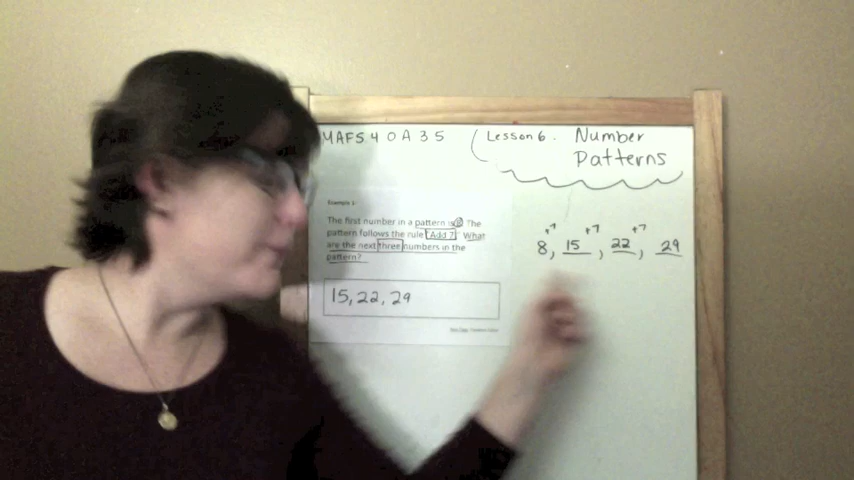 MAFS 4 O A 3 5
Lesson 6. Number
Patterns
Example 1:
The first number in a pattern is 8. The
pattern follows the rule "Add 7." What
are the next three numbers in the
pattern?
15, 22, 29
+7 +7 +7
8, 15, 22, 29